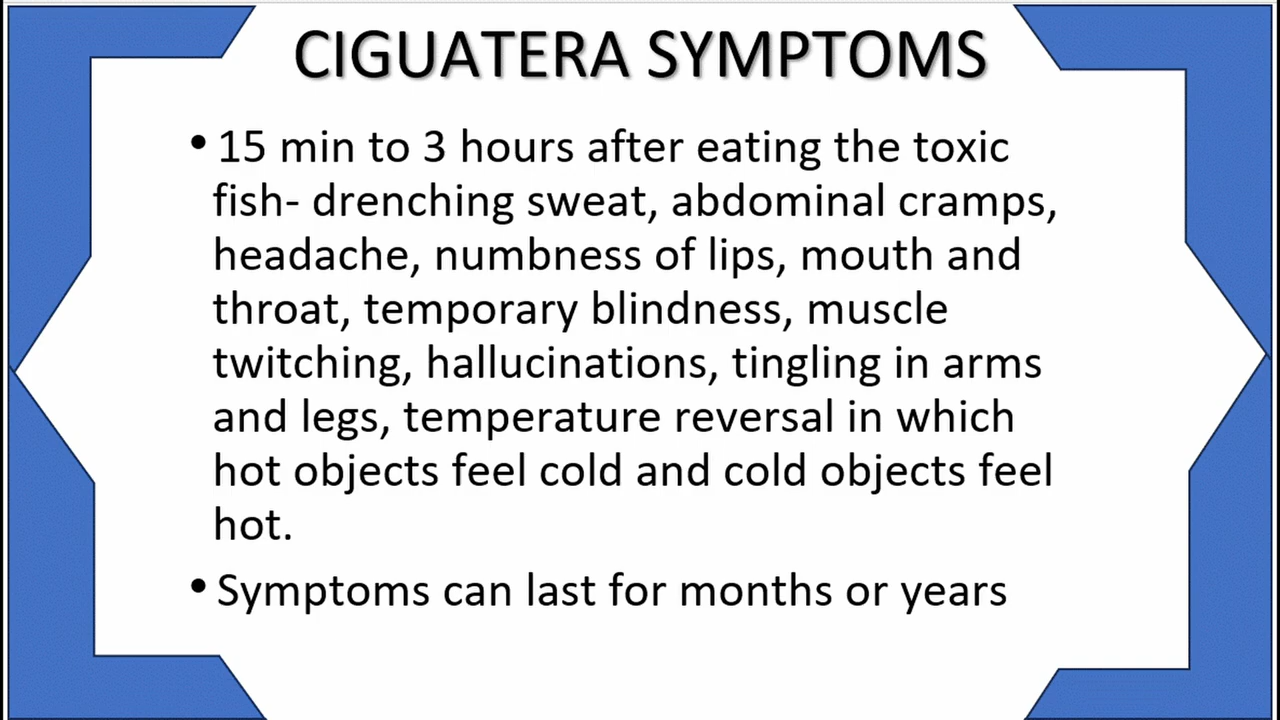 CIGUATERA SYMPTOMS
• 15 min to 3 hours after eating the toxic
fish- drenching sweat, abdominal cramps,
headache, numbness of lips, mouth and
throat, temporary blindness, muscle
twitching, hallucinations, tingling in arms
and legs, temperature reversal in which
hot objects feel cold and cold objects feel
hot.
• Symptoms can last for months or years